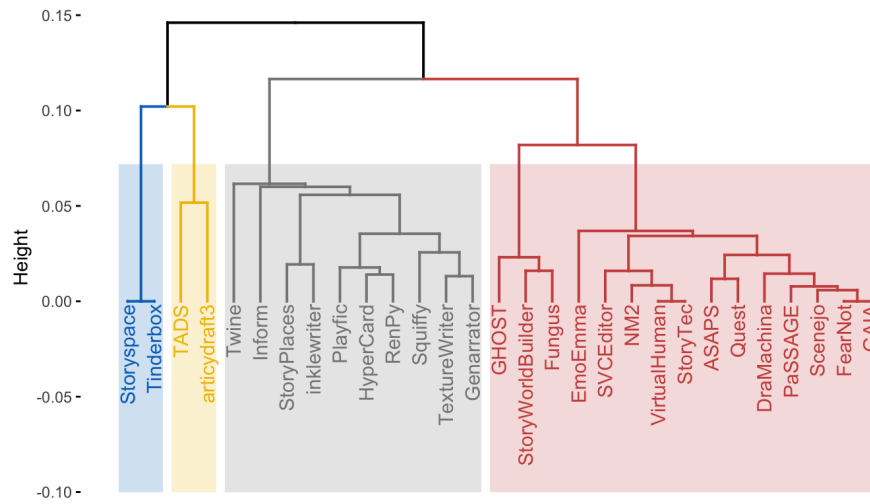 0.15
0.10
0.05
0.00
-0.05
-0.10
Height
Storyspace
Tinderbox
TADS
articydraft3
Twine
Inform
StoryPlaces
inklewriter
Playfic
HyperCard
RenPy
Squiffy
TextureWriter
Genarrator
GHOST
StoryWorldBuilder
Fungus
EmoEmma
SVCEditor
NM2
VirtualHuman
StoryTec
ASAPS
Quest
DraMachina
PaSSAGE
Scenejo
FearNot